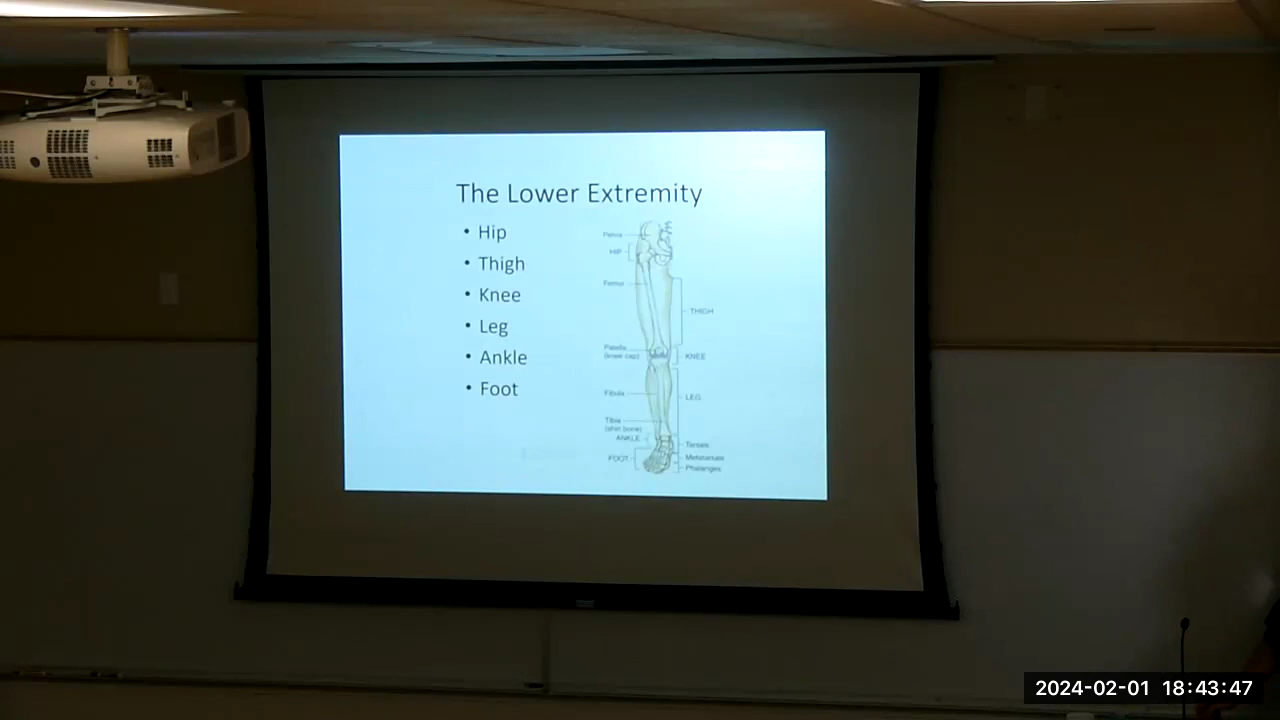 The Lower Extremity
• Hip
• Thigh
• Knee
• Leg
• Ankle
• Foot
Pelvis
HIP
Femur
THIGH
Patella
(knee cap)
KNEE
Fibula
LEG
Tibia
(shin bone)
ANKLE
Tarsals
FOOT
Metatarsals
Phalanges
2024-02-01 18:43:47